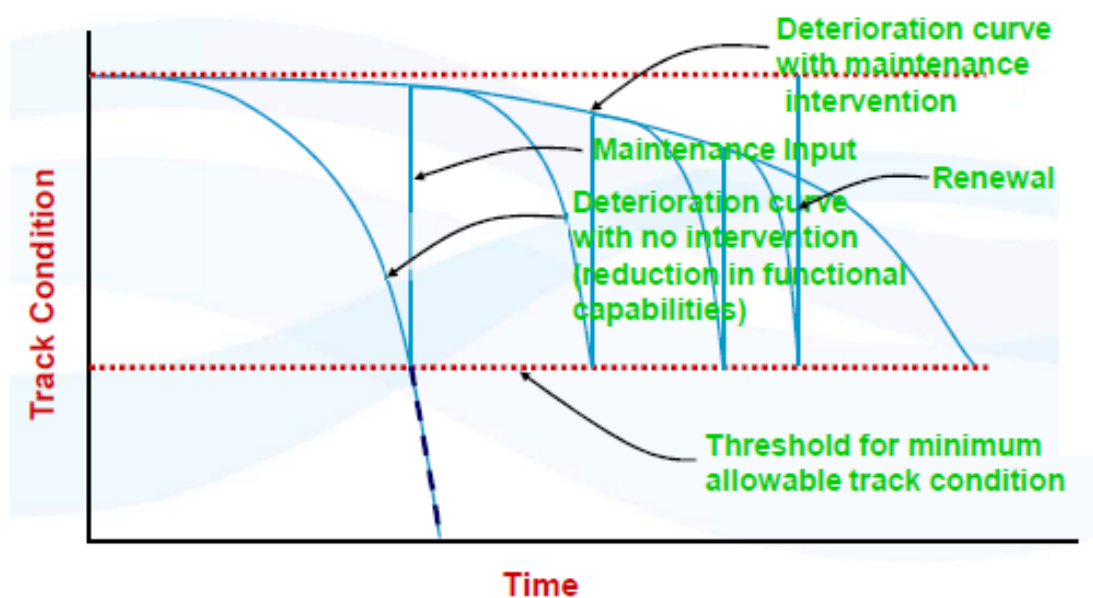 Deterioration curve
with maintenance
intervention
Maintenance Input
Renewal
Deterioration curve
with no intervention
(reduction in functional
capabilities)
Track Condition
Threshold for minimum
allowable track condition
Time